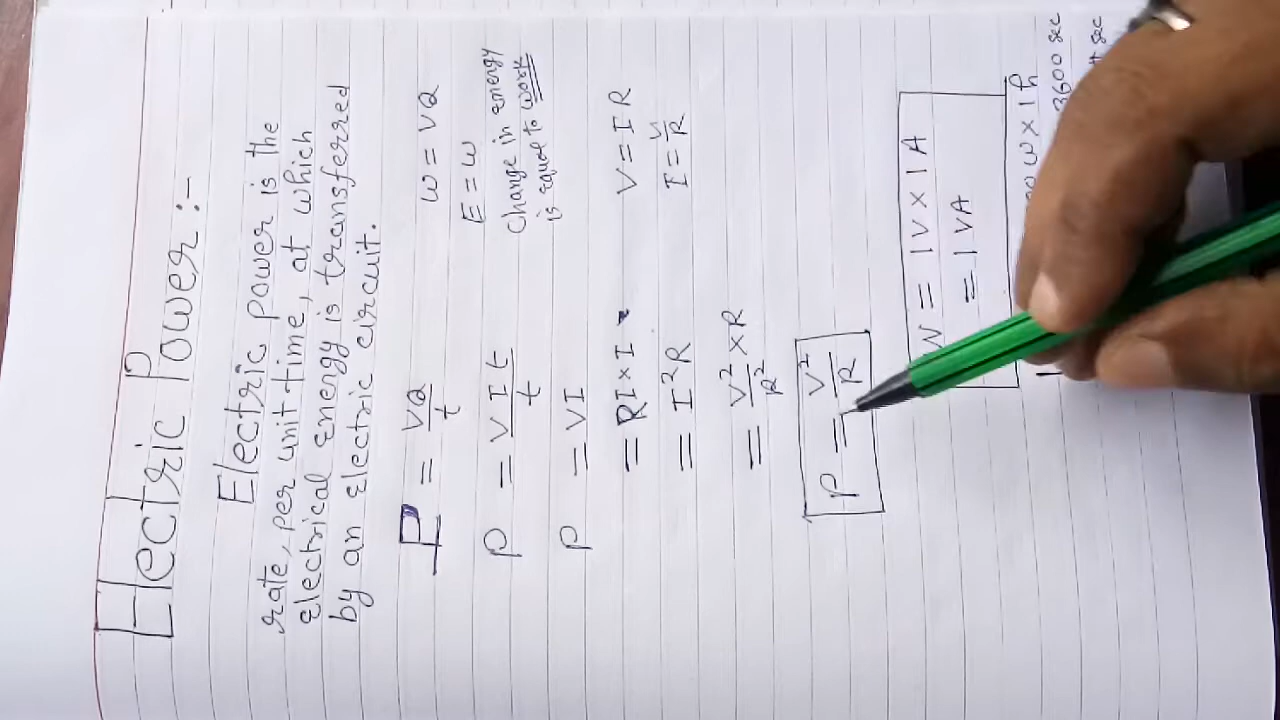 Electric Power :-
Electric power is the
rate, per unit time, at which
Electrical energy is transferred
by an electric circuit.
P = VQ/t    W = VQ
E = W
P = VIt/t    Change in energy
is equal to work
P = VI
= RI × I    V = IR
= I²R    I = V/R
= V²/R² × R
P = V²/R
W = 1V × 1A
= 1VA
W × 1h
3600 sec
sec